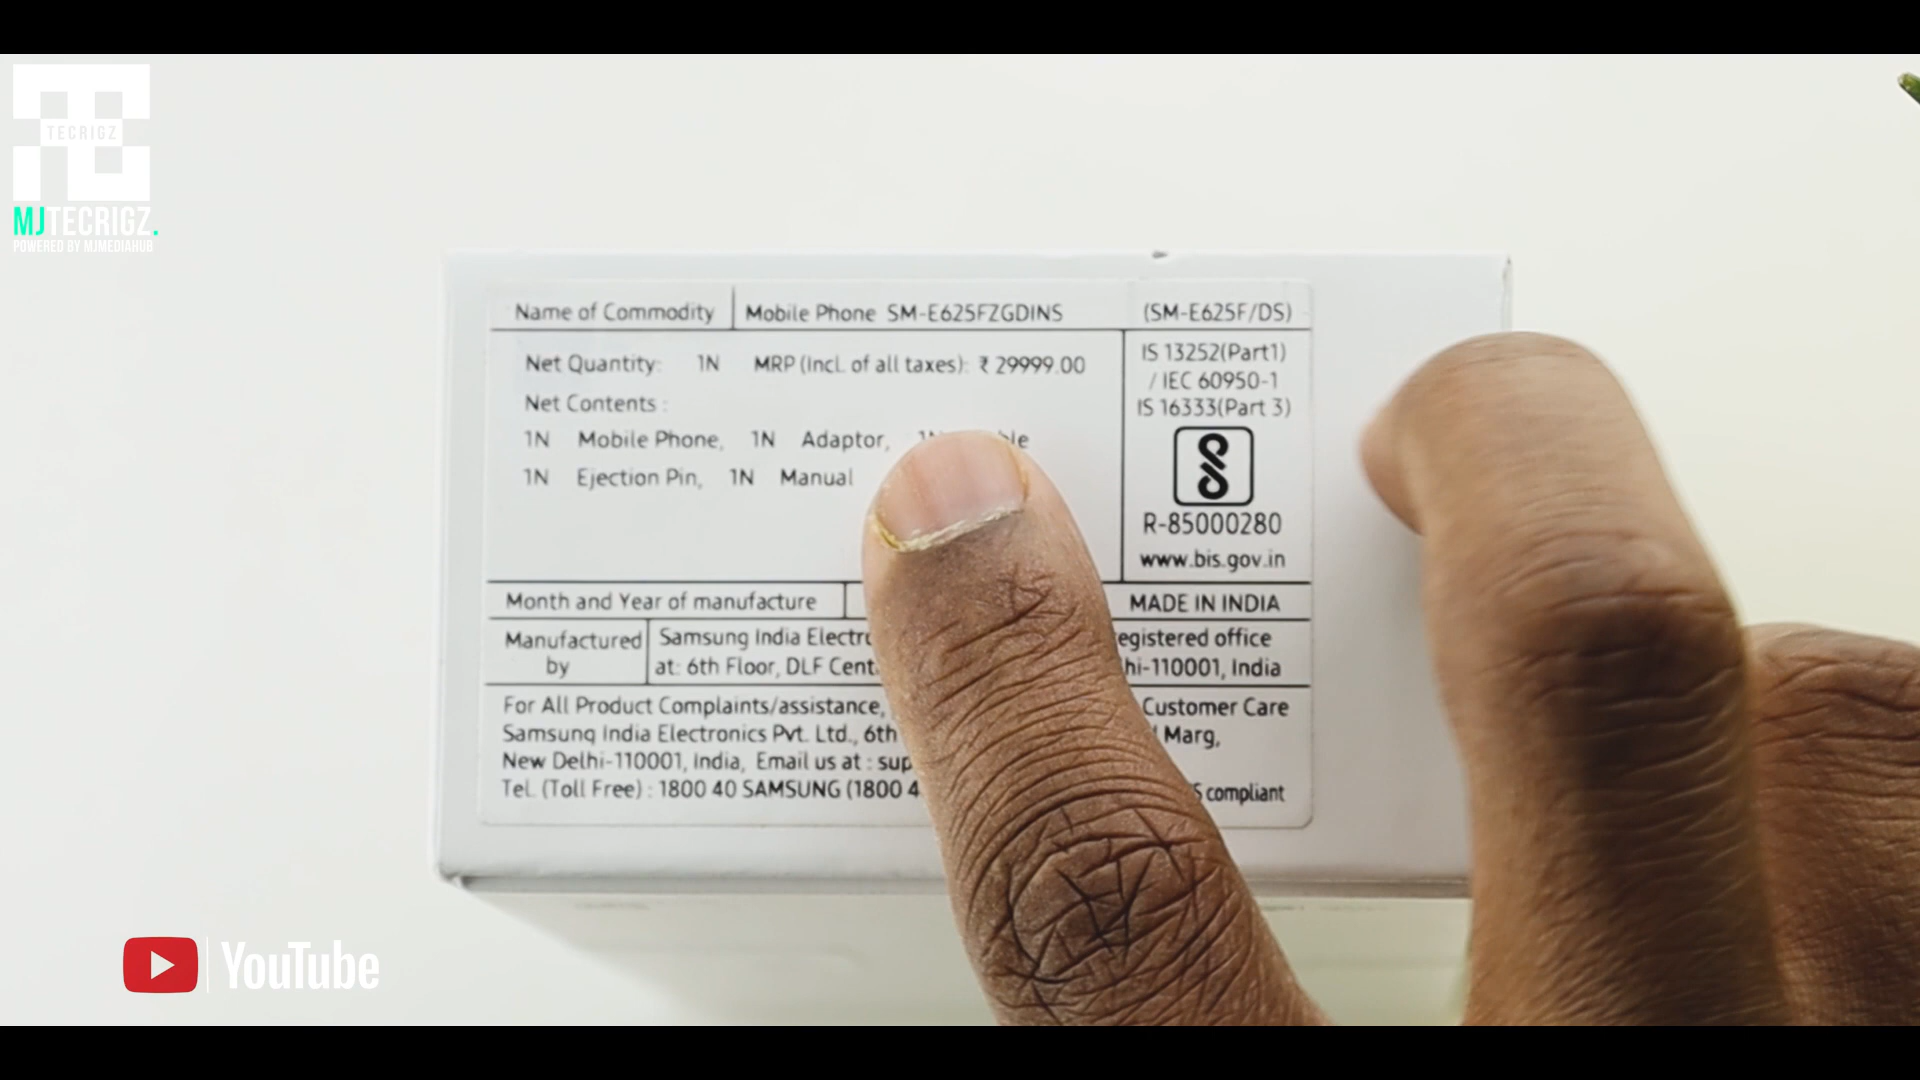 TECRIGZ
MJTECRIGZ.
POWERED BY MJMEDIAHUB
Name of Commodity Mobile Phone SM-E625FZGDINS (SM-E625F/DS)
Net Quantity: 1N MRP (Incl. of all taxes): ₹ 29999.00
Net Contents :
1N Mobile Phone, 1N Adaptor,
1N Ejection Pin, 1N Manual
IS 13252(Part1)
/ IEC 60950-1
IS 16333(Part 3)
R-85000280
www.bis.gov.in
Month and Year of manufacture MADE IN INDIA
Manufactured
by
Samsung India office
at: 6th Floor, DLF India
For All Product Complaints/assistance, Customer Care
Samsung India Electronics Pvt. Ltd., 6th Marg,
New Delhi-110001, India, Email us at :
Tel. (Toll Free) : 1800 40 SAMSUNG (1800 compliant
YouTube